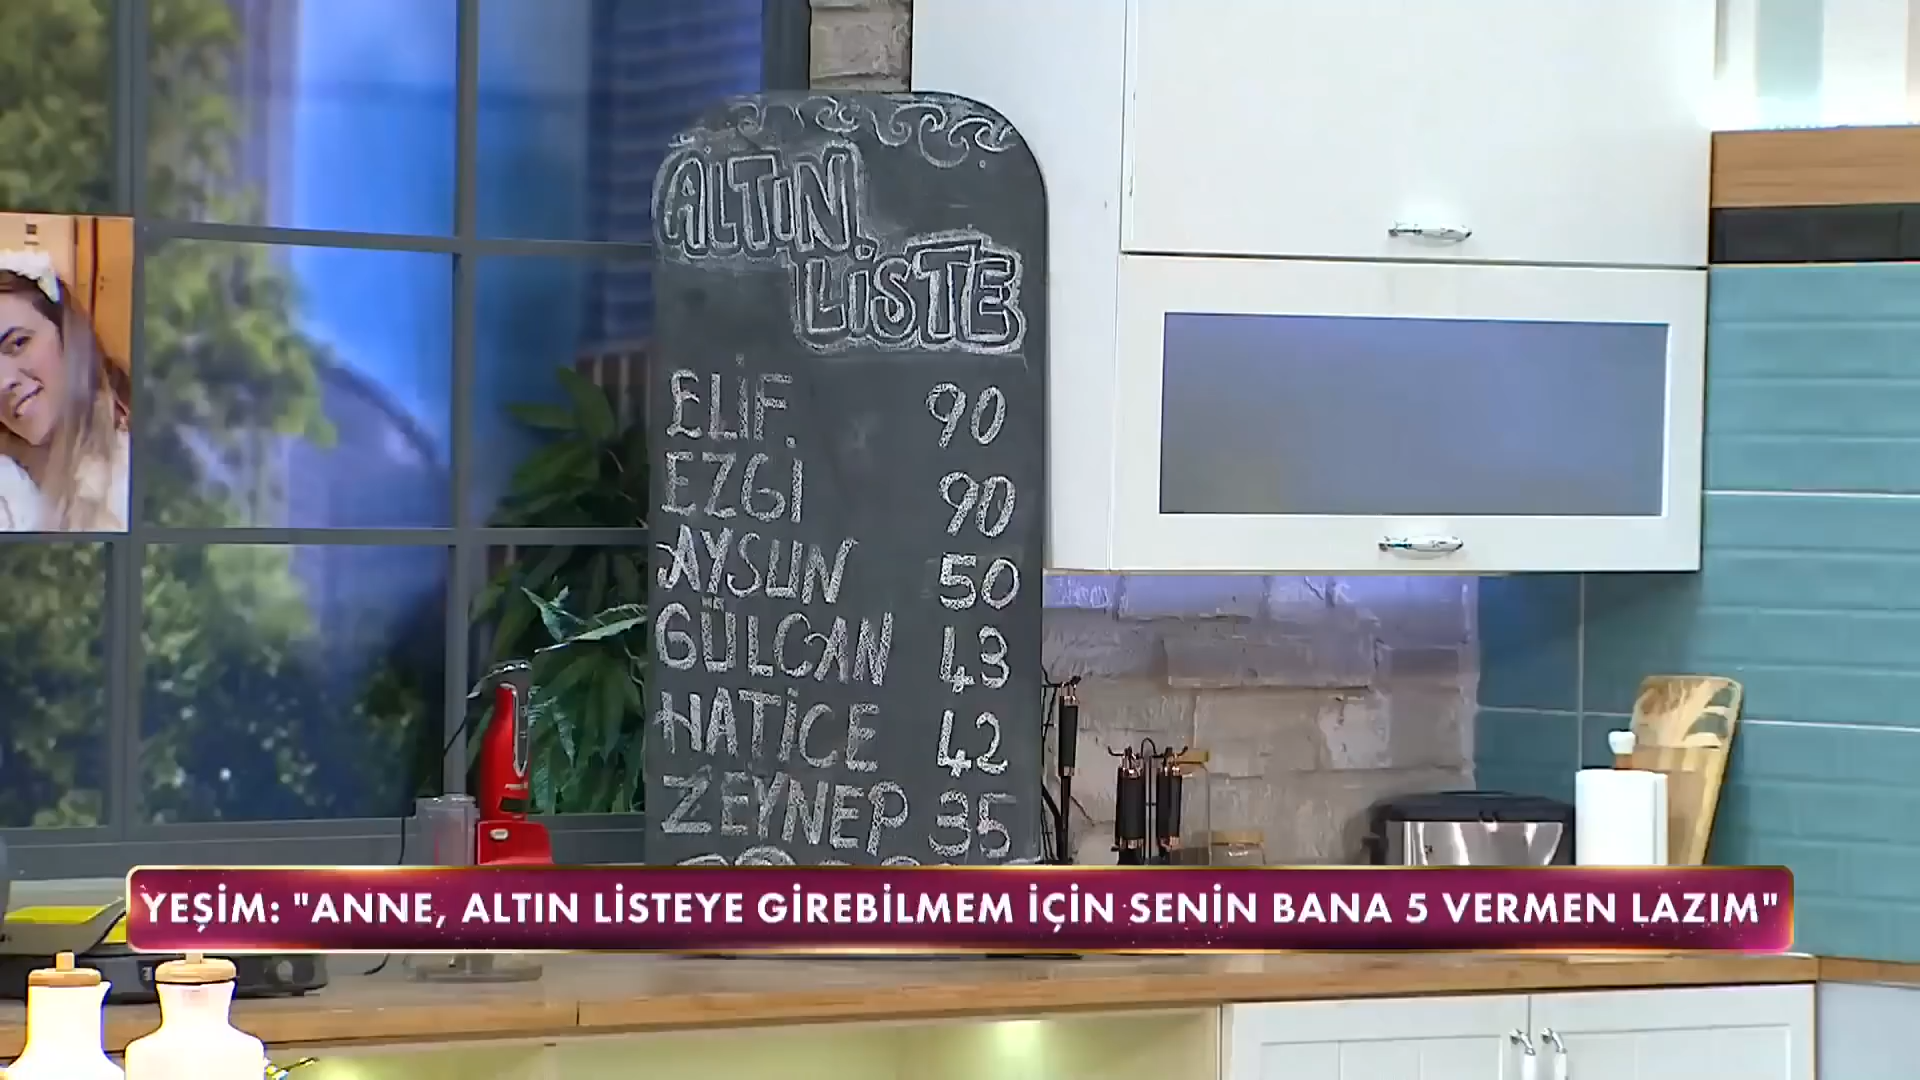 ALTIN
LİSTE
ELİF 90
EZGİ 90
AYSUN 50
GÜLCAN 43
HATİCE 42
ZEYNEP 35
YEŞİM: "ANNE, ALTIN LİSTEYE GİREBİLMEM İÇİN SENİN BANA 5 VERMEN LAZIM"